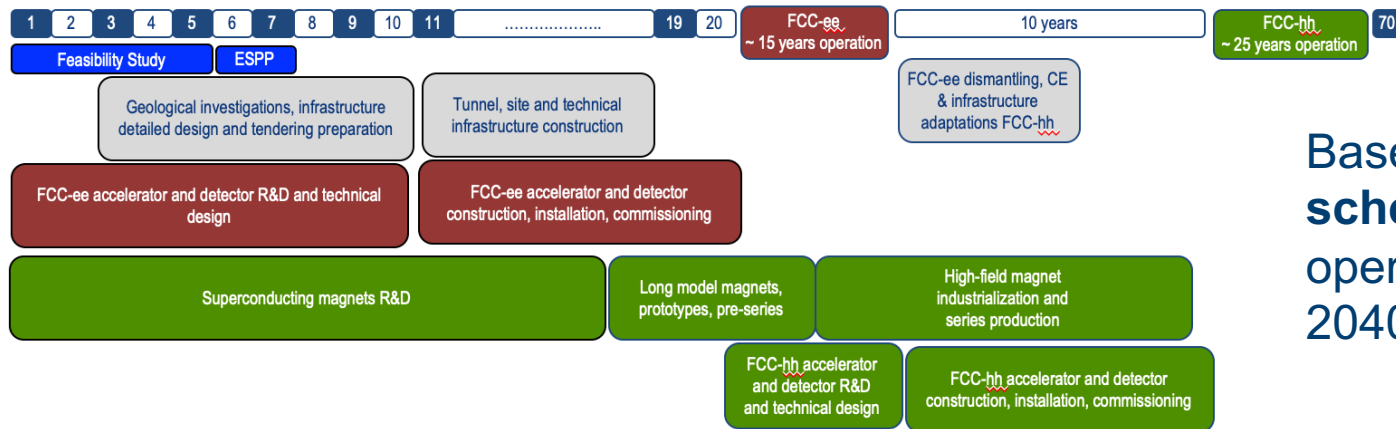 1 2 3 4 5 6 7 8 9 10 11 ………………….. 19 20
FCC-ee
~ 15 years operation
10 years
FCC-hh
~ 25 years operation
70
Feasibility Study
ESPP
Geological investigations, infrastructure
detailed design and tendering preparation
Tunnel, site and technical
infrastructure construction
FCC-ee dismantling, CE
& infrastructure
adaptations FCC-hh
FCC-ee accelerator and detector R&D and technical
design
FCC-ee accelerator and detector
construction, installation, commissioning
Superconducting magnets R&D
Long model magnets,
prototypes, pre-series
High-field magnet
industrialization and
series production
FCC-hh accelerator
and detector R&D
and technical design
FCC-hh accelerator and detector
construction, installation, commissioning
Base
sche
oper
2040